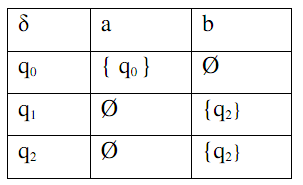 δ a b
q₀ { q₀ } Ø
q₁ Ø {q₂}
q₂ Ø {q₂}